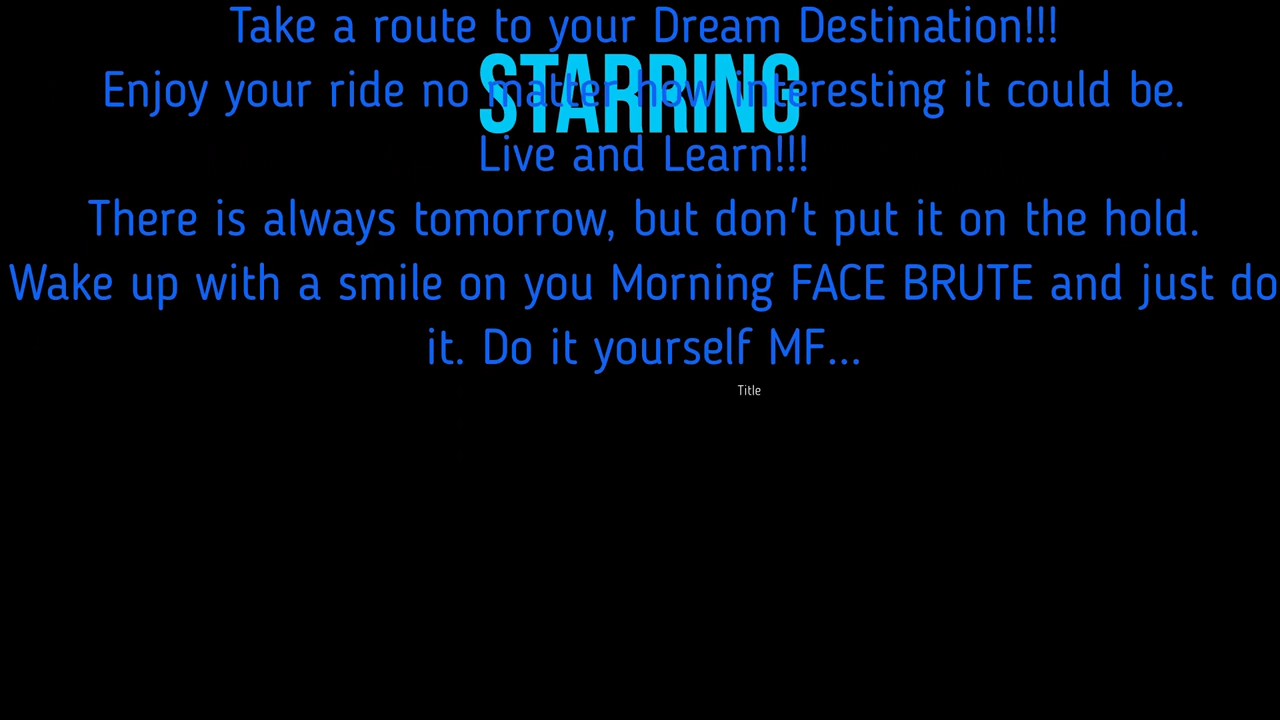 Take a route to your Dream Destination!!!
STARRING
Enjoy your ride no matter how interesting it could be.
Live and Learn!!!
There is always tomorrow, but don't put it on the hold.
Wake up with a smile on you Morning FACE BRUTE and just do
it. Do it yourself MF...
Title